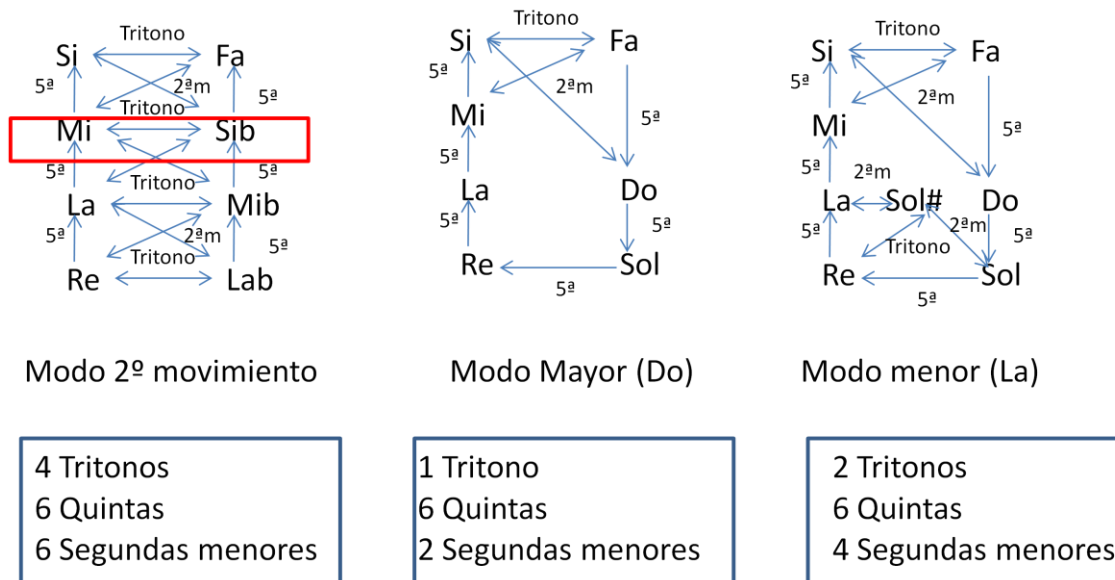 Tritono
Si
Fa
5ª
2ªm
5ª
Tritono
Mi
Sib
5ª
Tritono
5ª
La
Mib
5ª
2ªm
5ª
Tritono
Re
Lab
Modo 2º movimiento
4 Tritonos
6 Quintas
6 Segundas menores
Tritono
Si
Fa
5ª
2ªm
Mi
5ª
5ª
La
Do
5ª
5ª
Re
Sol
5ª
Modo Mayor (Do)
1 Tritono
6 Quintas
2 Segundas menores
Tritono
Si
Fa
5ª
2ªm
Mi
5ª
5ª
2ªm
La
Sol#
Do
5ª
2ªm
5ª
Tritono
Re
Sol
5ª
Modo menor (La)
2 Tritonos
6 Quintas
4 Segundas menores